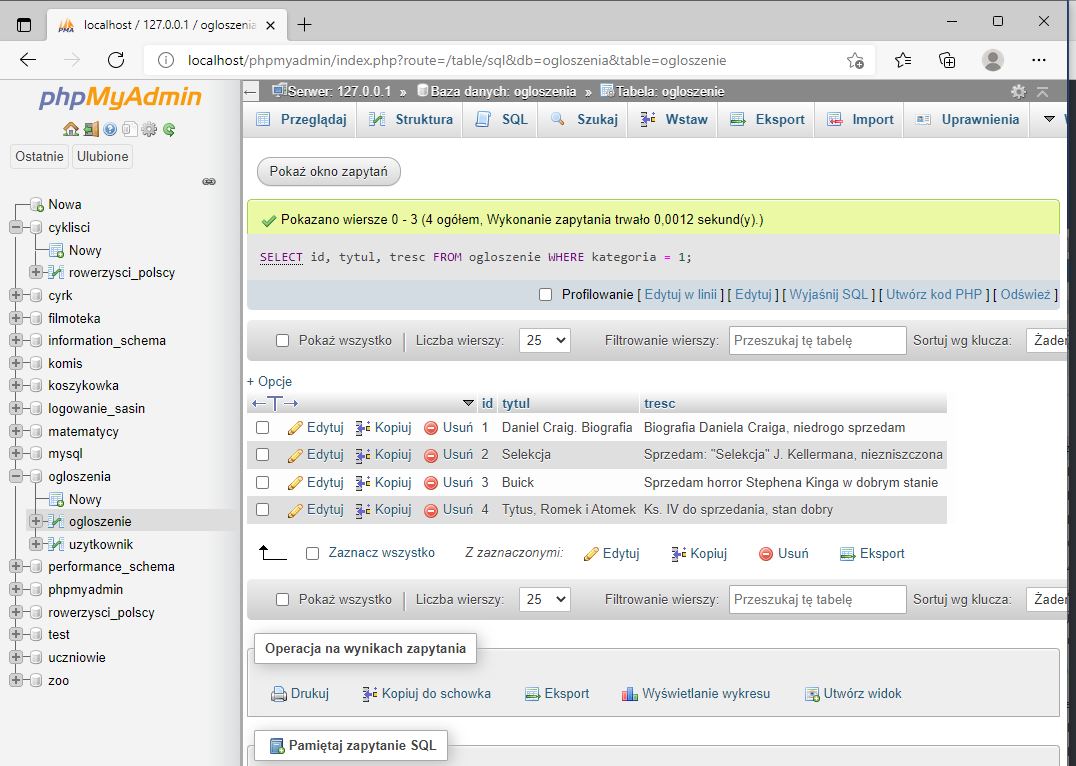 localhost / 127.0.0.1 / ogloszenia
localhost/phpmyadmin/index.php?route=/table/sql&db=ogloszenia&table=ogloszenie
phpMyAdmin
Ostatnie Ulubione
Nowa
cyklisci
Nowy
rowerzysci_polscy
cyrk
filmoteka
information_schema
komis
koszykowka
logowanie_sasin
matematycy
mysql
ogloszenia
Nowy
ogloszenie
uzytkownik
performance_schema
phpmyadmin
rowerzysci_polscy
test
uczniowie
zoo
Serwer: 127.0.0.1 » Baza danych: ogloszenia » Tabela: ogloszenie
Przeglądaj Struktura SQL Szukaj Wstaw Eksport Import Uprawnienia
Pokaż okno zapytań
Pokazano wiersze 0 - 3 (4 ogółem, Wykonanie zapytania trwało 0,0012 sekund(y).)
SELECT id, tytul, tresc FROM ogloszenie WHERE kategoria = 1;
Profilowanie [ Edytuj w linii ] [ Edytuj ] [ Wyjaśnij SQL ] [ Utwórz kod PHP ] [ Odśwież ]
Pokaż wszystko | Liczba wierszy: 25 Filtrowanie wierszy: Przeszukaj tę tabelę Sortuj wg klucza: Żaden
+ Opcje
id tytul tresc
Edytuj Kopiuj Usuń 1 Daniel Craig. Biografia Biografia Daniela Craiga, niedrogo sprzedam
Edytuj Kopiuj Usuń 2 Selekcja Sprzedam: "Selekcja" J. Kellermana, niezniszczona
Edytuj Kopiuj Usuń 3 Buick Sprzedam horror Stephena Kinga w dobrym stanie
Edytuj Kopiuj Usuń 4 Tytus, Romek i Atomek Ks. IV do sprzedania, stan dobry
Zaznacz wszystko Z zaznaczonymi: Edytuj Kopiuj Usuń Eksport
Pokaż wszystko | Liczba wierszy: 25 Filtrowanie wierszy: Przeszukaj tę tabelę Sortuj wg klucza: Żaden
Operacja na wynikach zapytania
Drukuj Kopiuj do schowka Eksport Wyświetlanie wykresu Utwórz widok
Pamiętaj zapytanie SQL